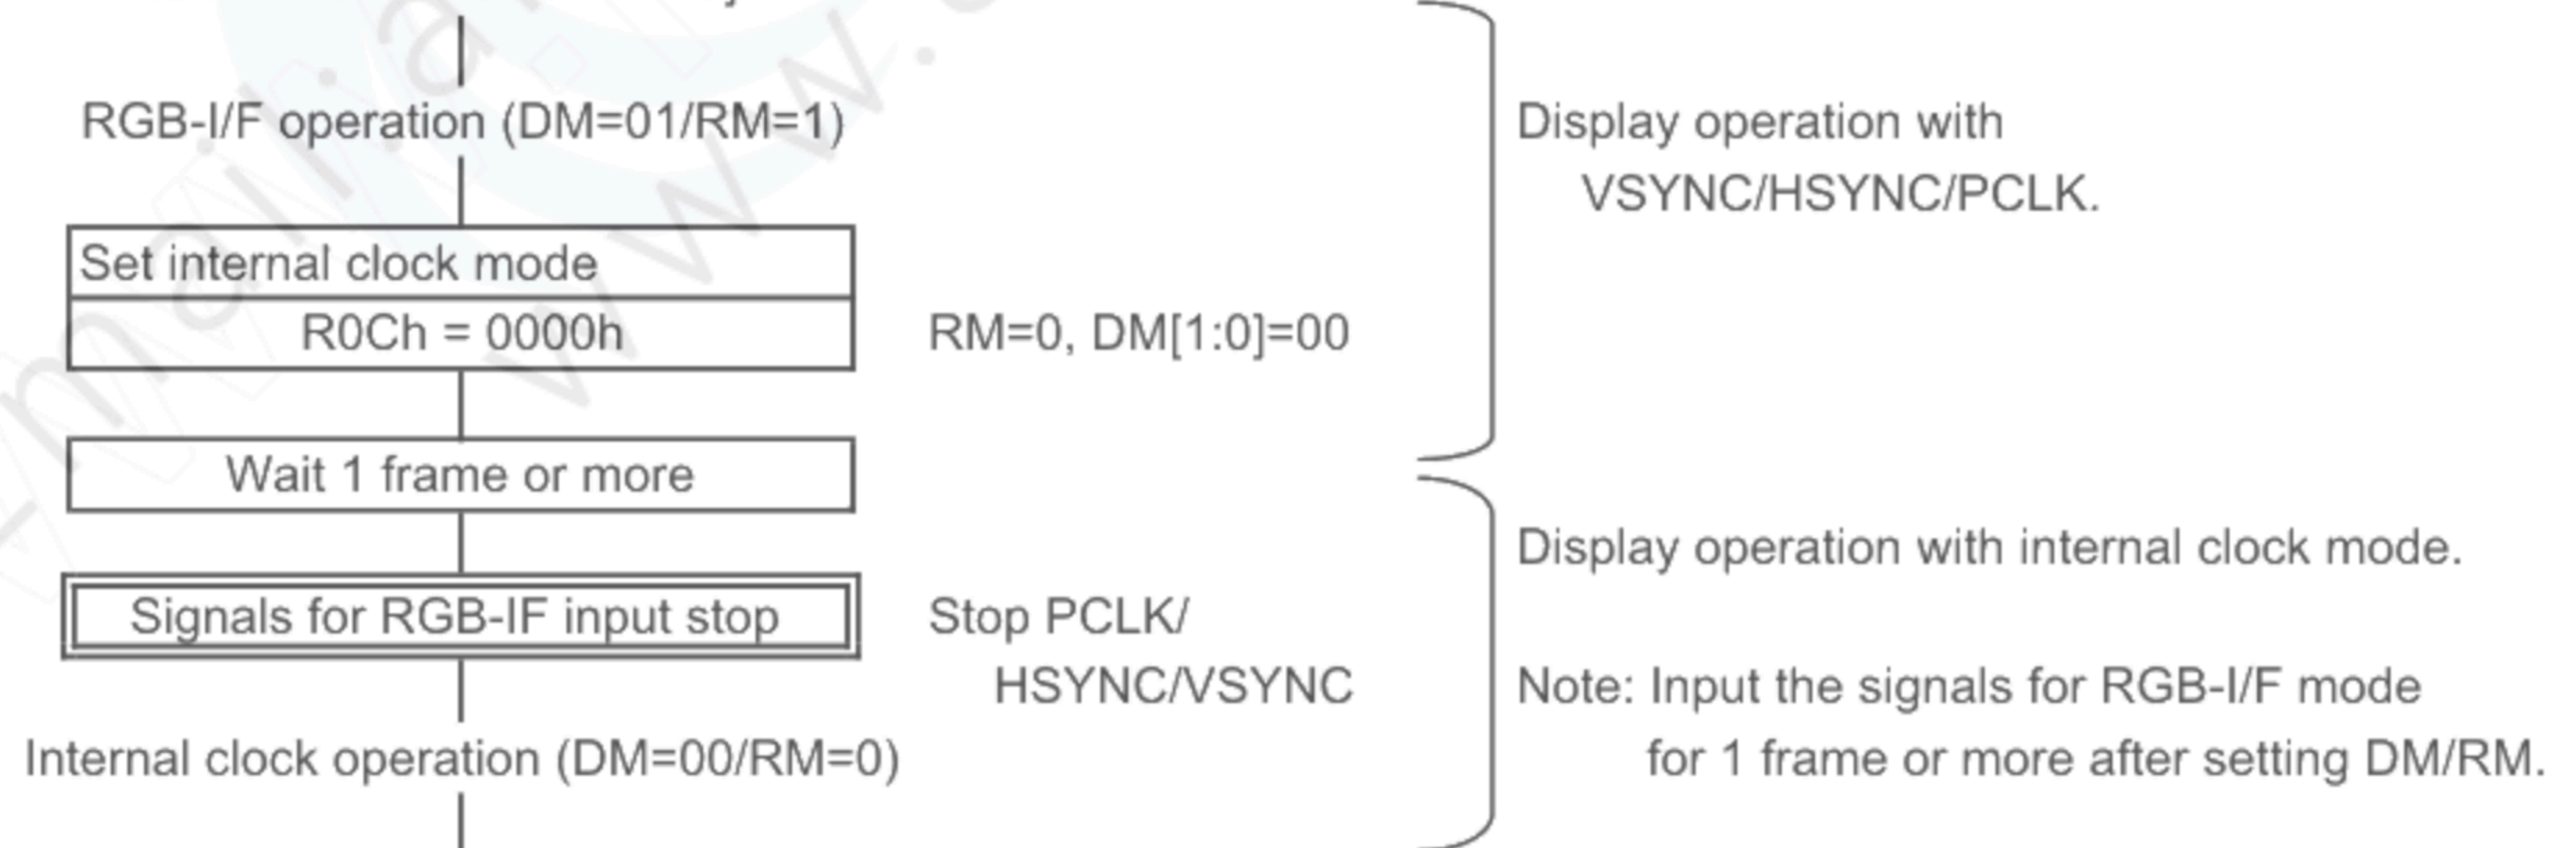 RGB-I/F operation (DM=01/RM=1)
Display operation with
VSYNC/HSYNC/PCLK.
Set internal clock mode
R0Ch = 0000h
RM=0, DM[1:0]=00
Wait 1 frame or more
Display operation with internal clock mode.
Signals for RGB-IF input stop
Stop PCLK/
HSYNC/VSYNC
Note: Input the signals for RGB-I/F mode
for 1 frame or more after setting DM/RM.
Internal clock operation (DM=00/RM=0)